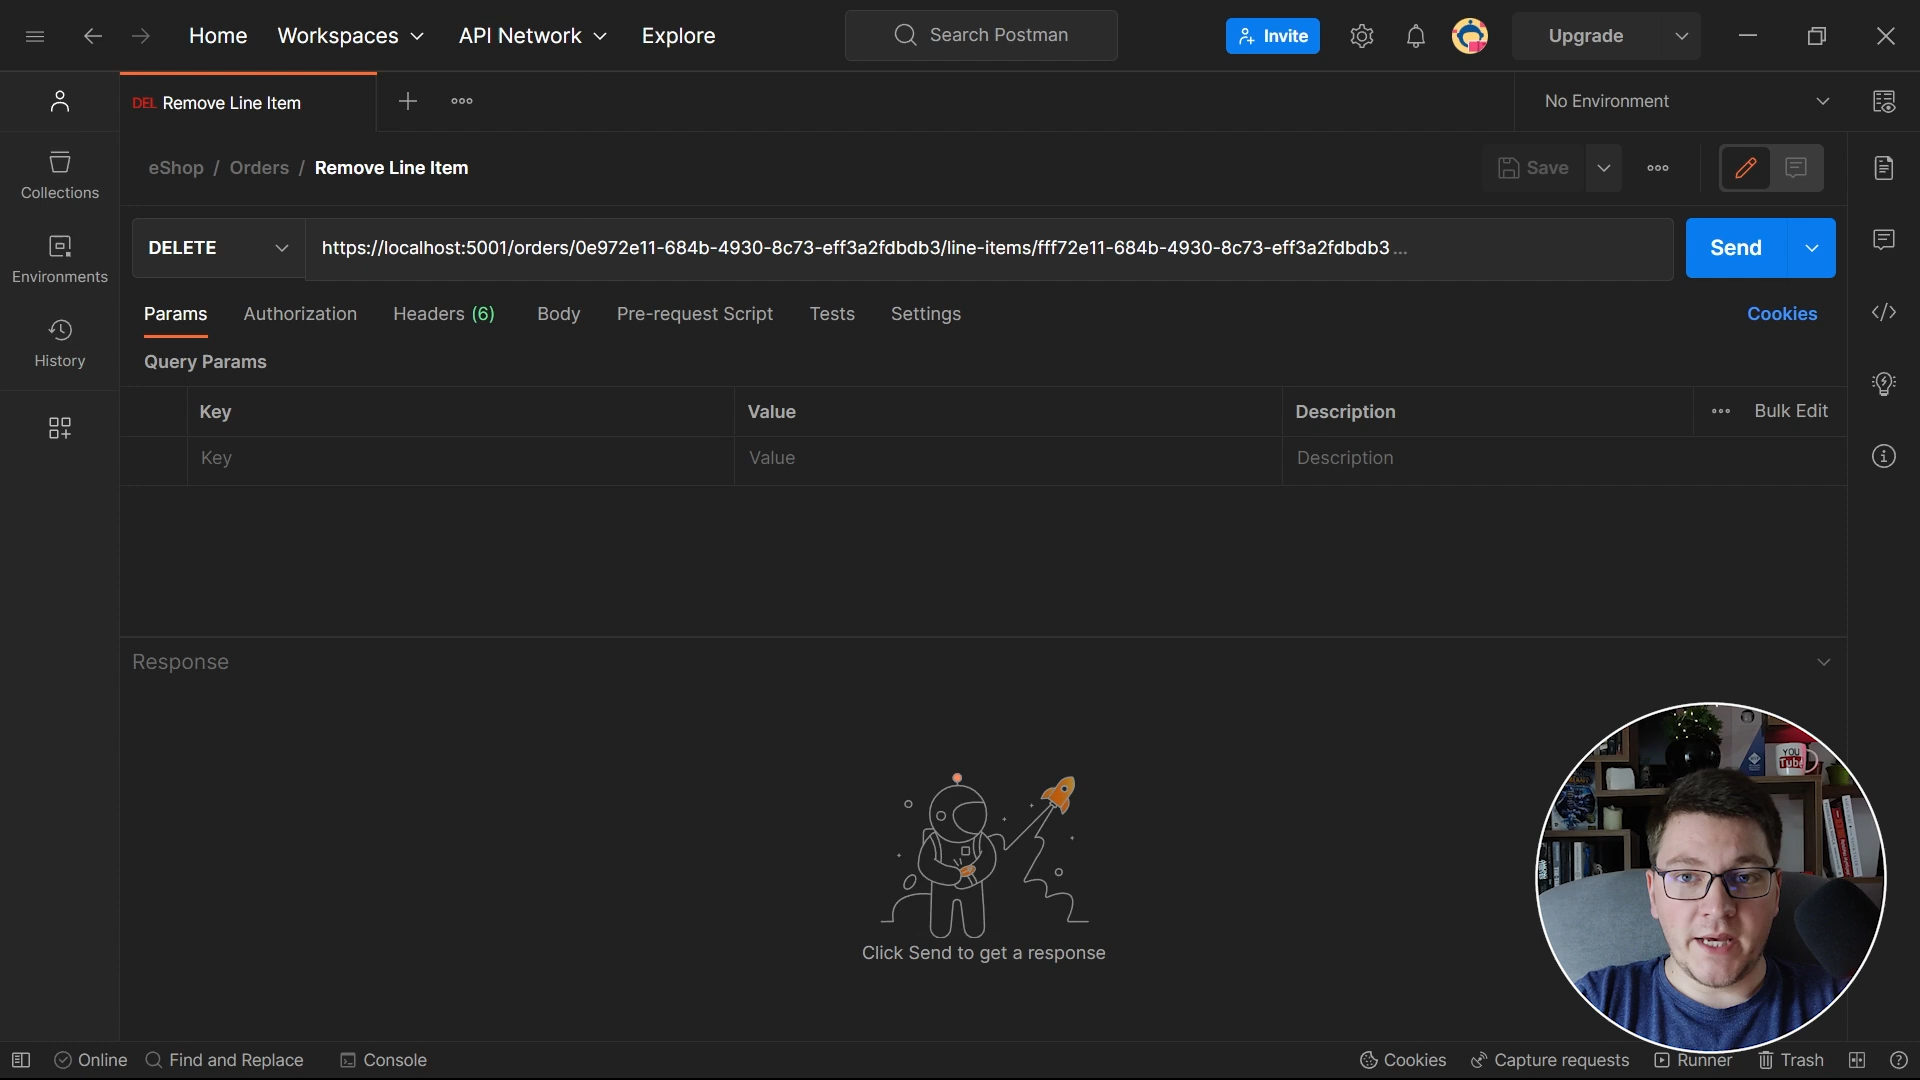 Home Workspaces API Network Explore Search Postman Invite Upgrade
DEL Remove Line Item No Environment
eShop / Orders / Remove Line Item Save
DELETE https://localhost:5001/orders/0e972e11-684b-4930-8c73-eff3a2fdbdb3/line-items/fff72e11-684b-4930-8c73-eff3a2fdbdb3... Send
Params Authorization Headers (6) Body Pre-request Script Tests Settings Cookies
Query Params
Key Value Description Bulk Edit
Key Value Description
Collections
Environments
History
Response
Click Send to get a response
YOU
Tube
Online Find and Replace Console Cookies Capture requests Runner Trash